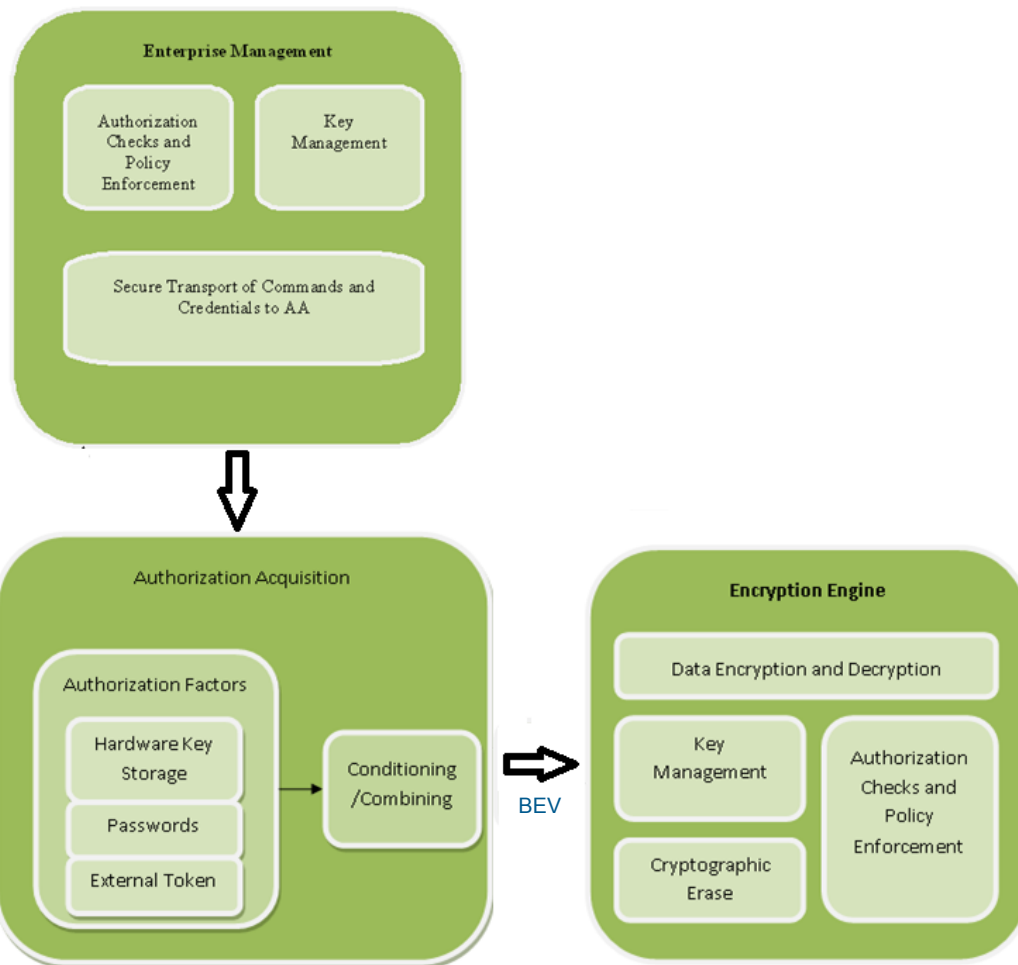 Enterprise Management
Authorization
Checks and
Policy
Enforcement
Key
Management
Secure Transport of Commands and
Credentials to AA
Authorization Acquisition
Authorization Factors
Hardware Key
Storage
Passwords
External Token
Conditioning
/Combining
BEV
Encryption Engine
Data Encryption and Decryption
Key
Management
Cryptographic
Erase
Authorization
Checks and
Policy
Enforcement